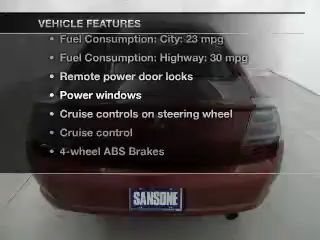 VEHICLE FEATURES
• Fuel Consumption: City: 23 mpg
• Fuel Consumption: Highway: 30 mpg
• Remote power door locks
• Power windows
• Cruise controls on steering wheel
• Cruise control
• 4-wheel ABS Brakes
SANSONE